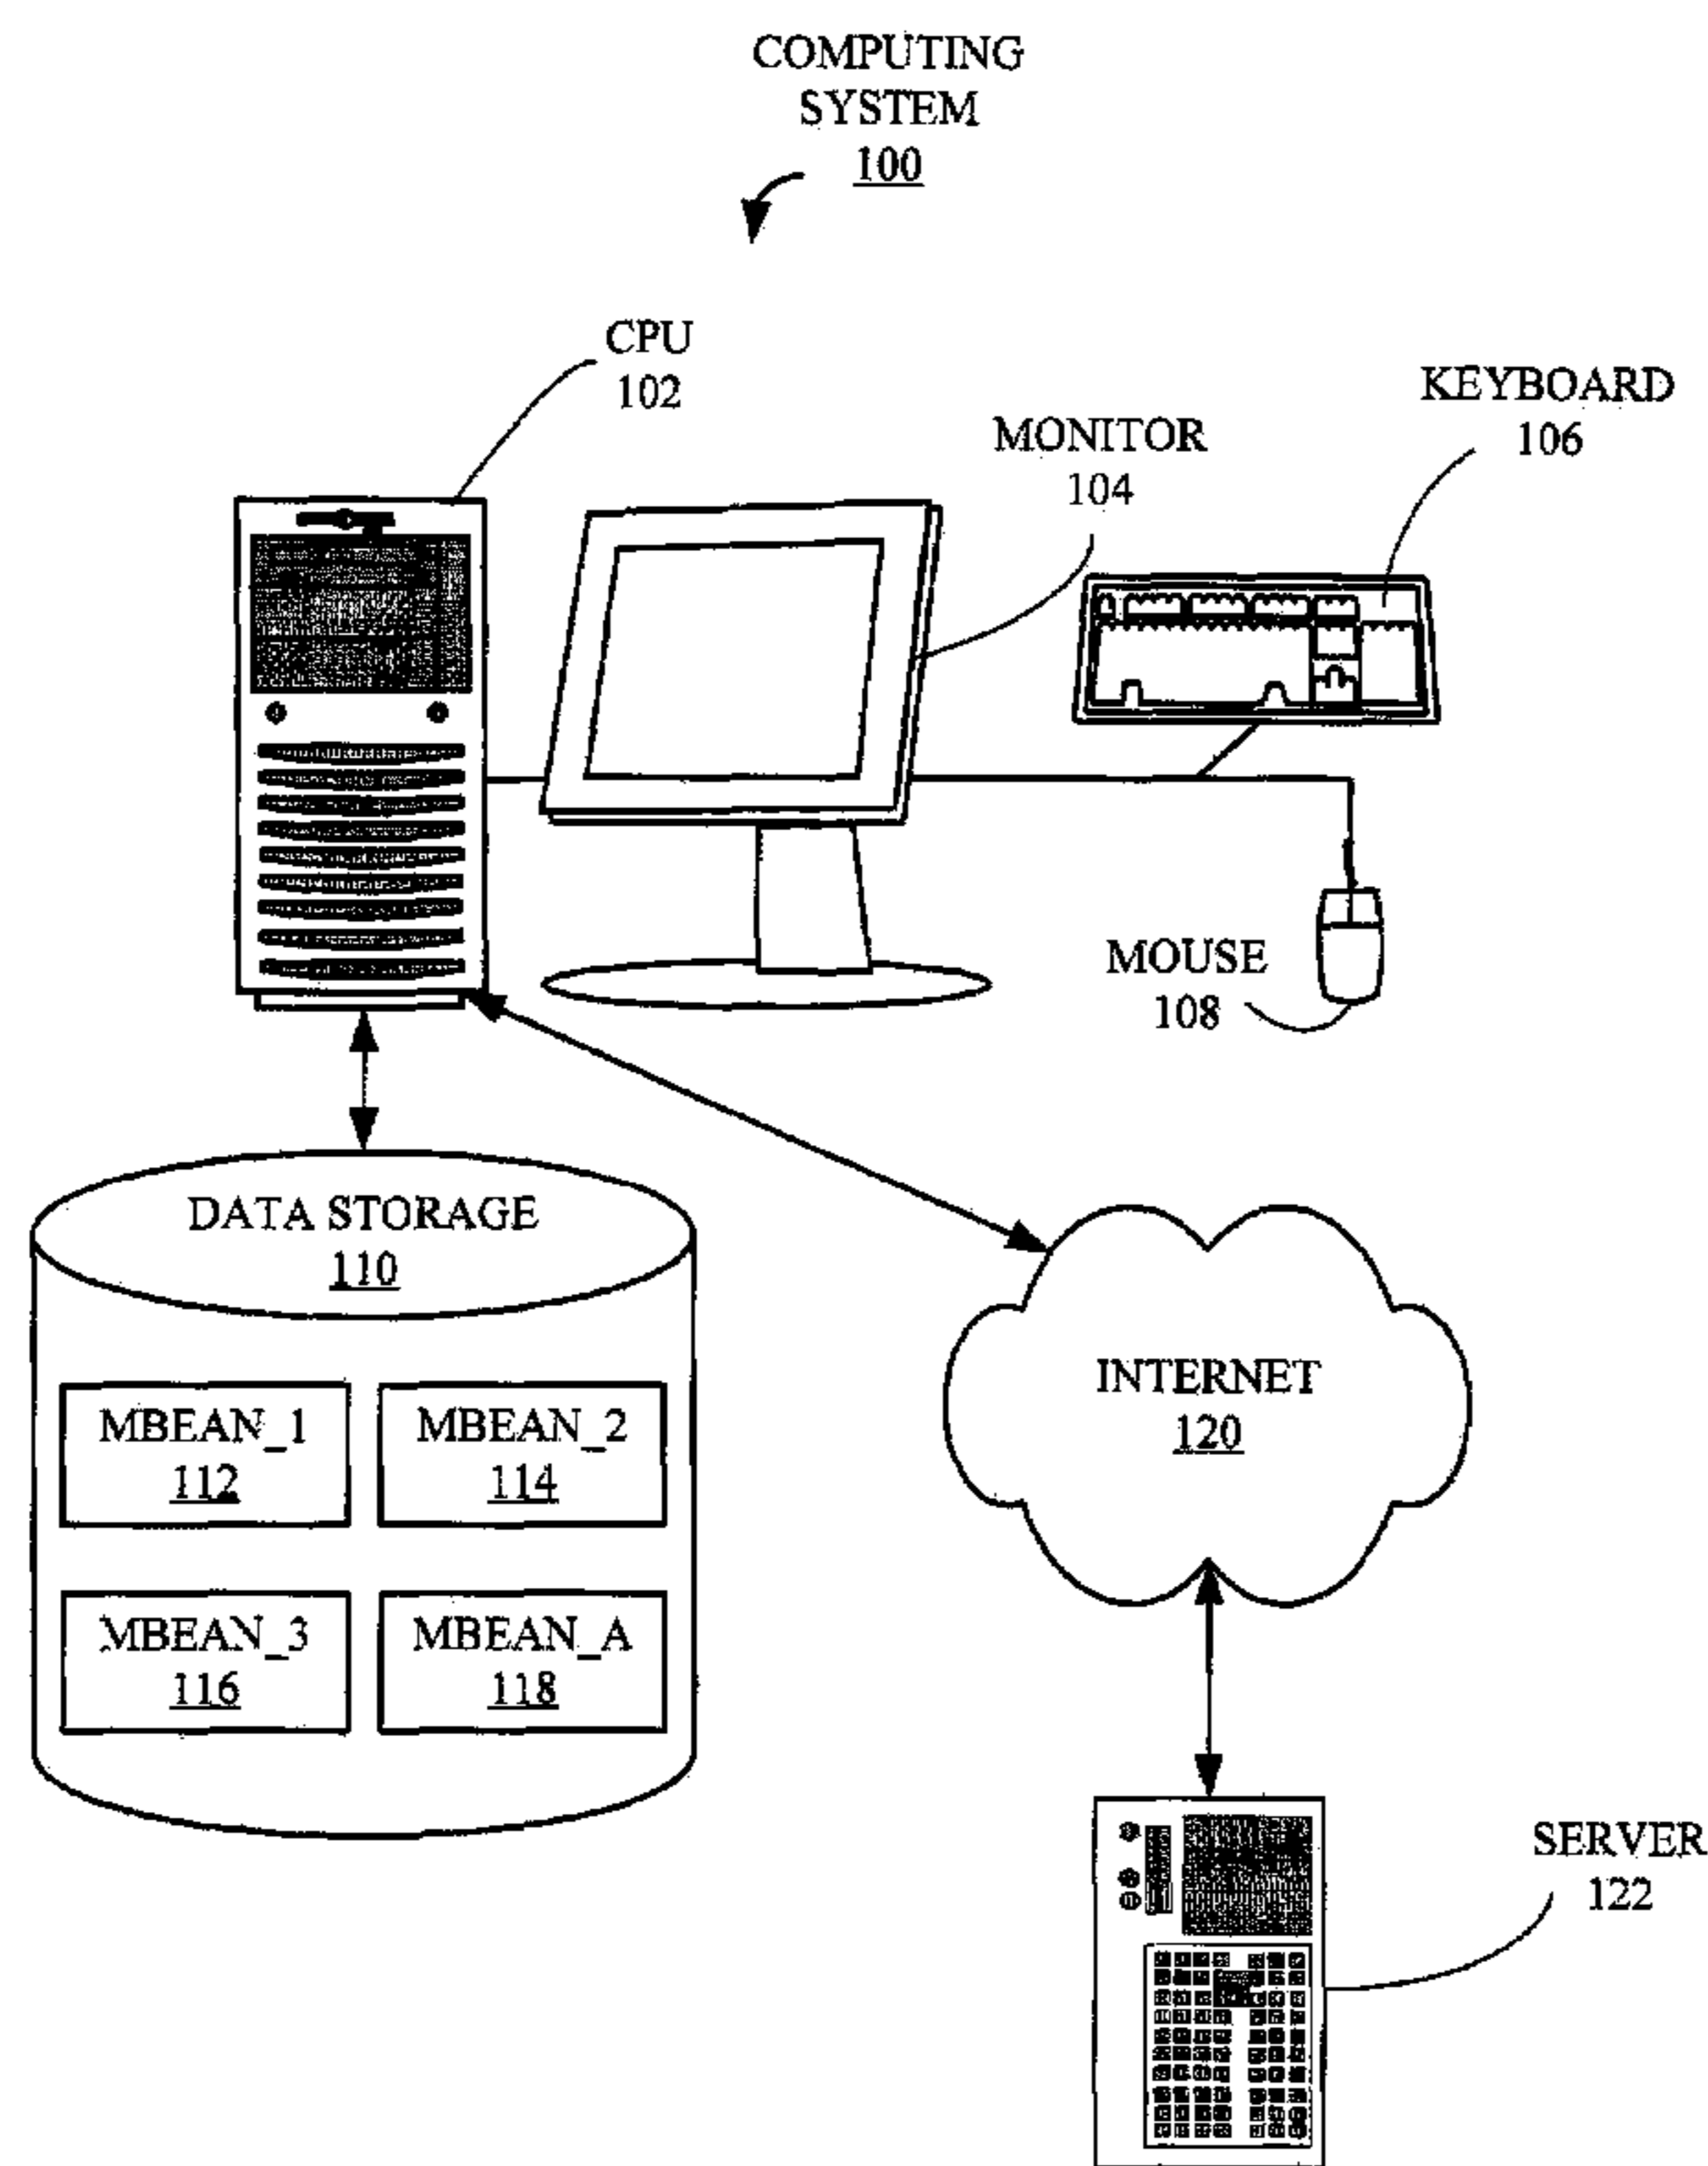 COMPUTING
SYSTEM
100
CPU
102
KEYBOARD
106
MONITOR
104
MOUSE
108
DATA STORAGE
110
MBEAN_1
112
MBEAN_2
114
MBEAN_3
116
MBEAN_A
118
INTERNET
120
SERVER
122